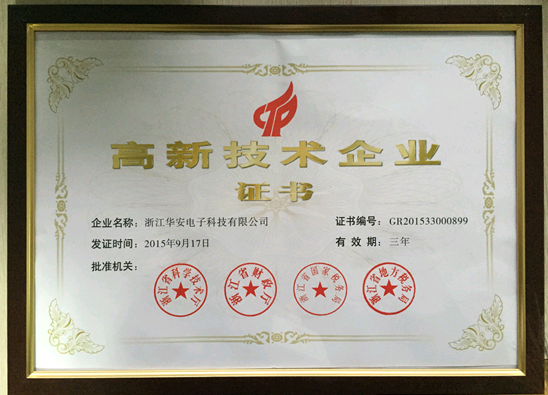 高新技术企业
证书
企业名称：浙江华安电子科技有限公司 证书编号：GR201533000899
发证时间：2015年9月17日 有效期：三年
批准机关：
浙江省科学技术厅 浙江省财政厅 浙江省国家税务局 浙江省地方税务局